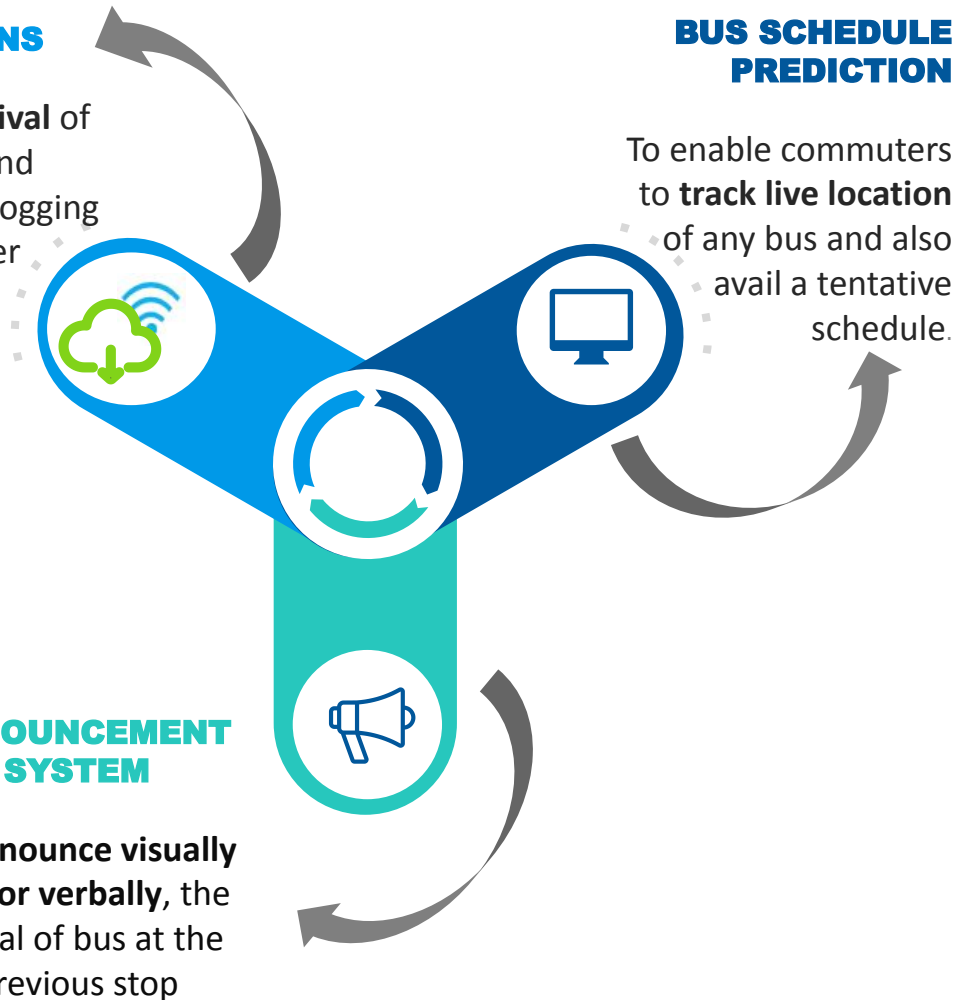 NS
ival of
nd
ogging
er
BUS SCHEDULE
PREDICTION
To enable commuters
to track live location
of any bus and also
avail a tentative
schedule.
OUNCEMENT
SYSTEM
nounce visually
or verbally, the
al of bus at the
revious stop